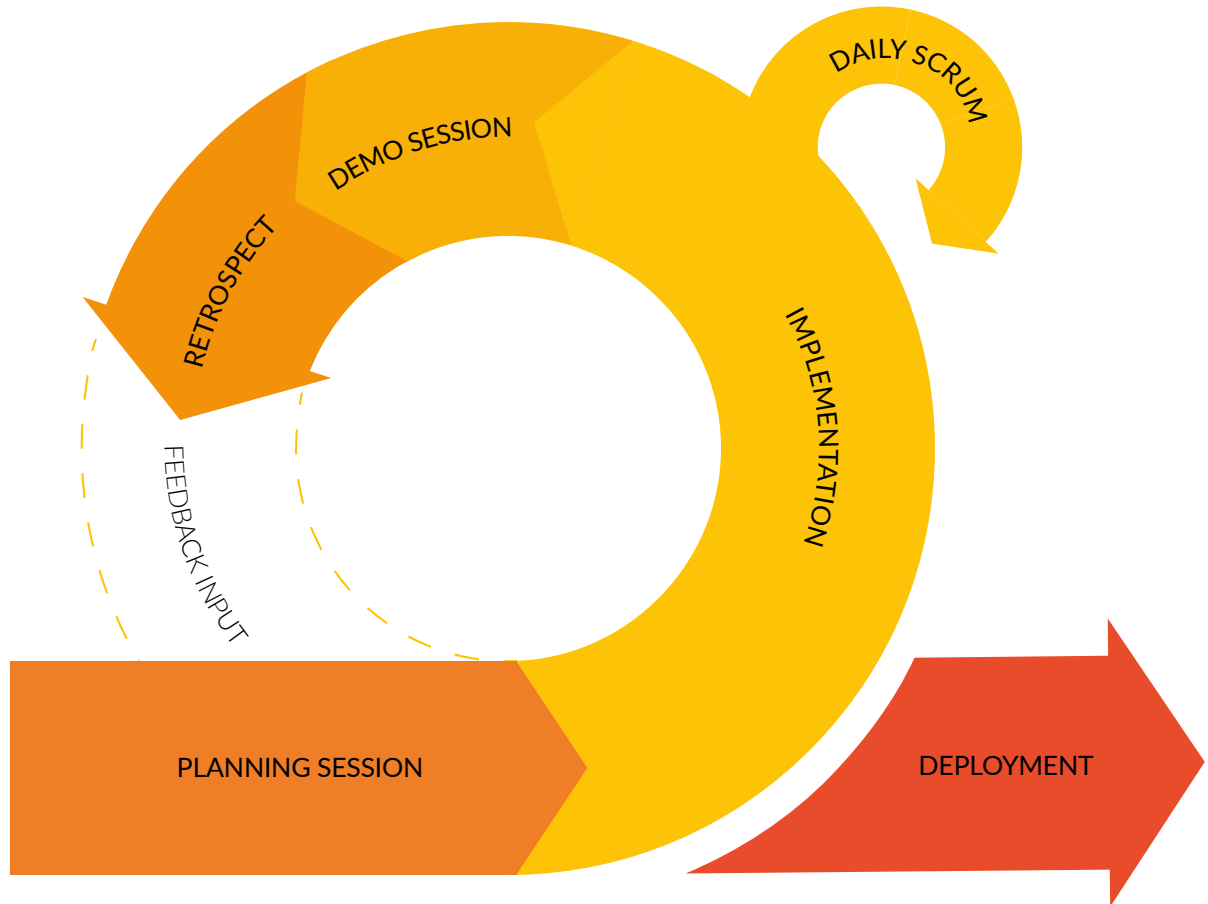 DAILY SCRUM
DEMO SESSION
RETROSPECT
IMPLEMENTATION
FEEDBACK INPUT
PLANNING SESSION
DEPLOYMENT